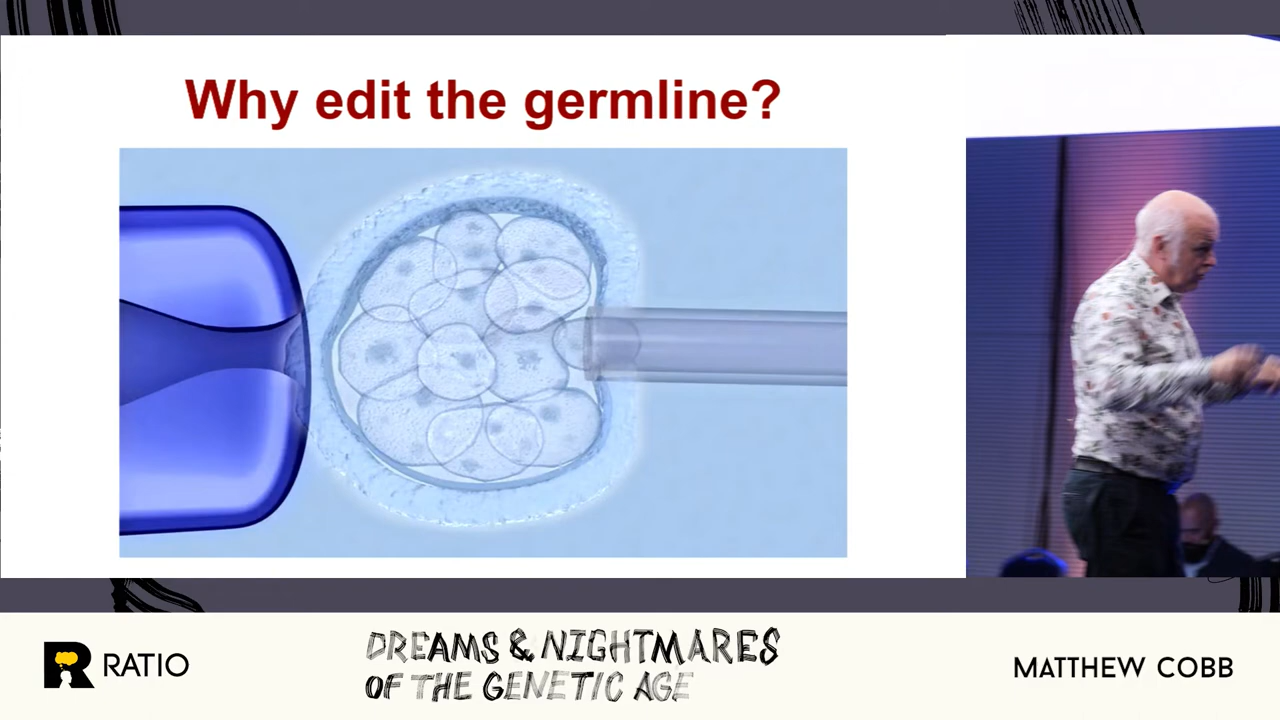 Why edit the germline?
RATIO
DREAMS & NIGHTMARES
OF THE GENETIC AGE
MATTHEW COBB